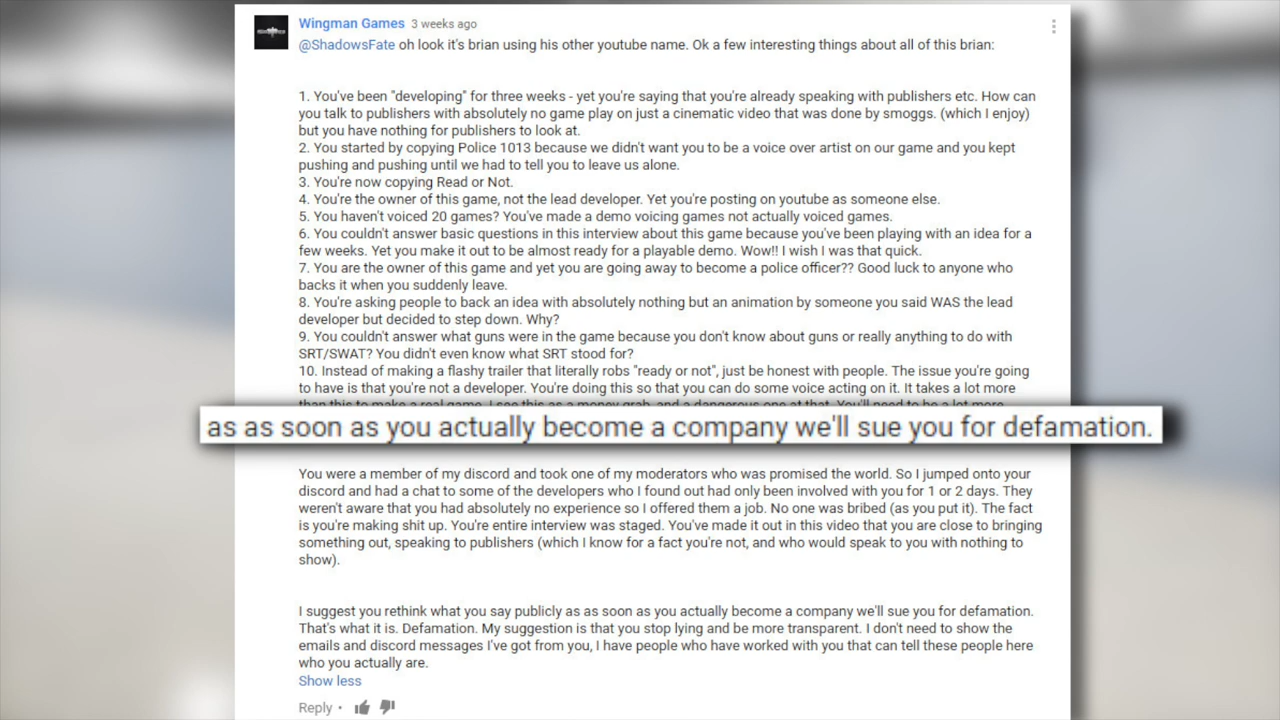 Wingman Games 3 weeks ago
@ShadowsFate oh look it's brian using his other youtube name. Ok a few interesting things about all of this brian:
1. You've been "developing" for three weeks - yet you're saying that you're already speaking with publishers etc. How can
you talk to publishers with absolutely no game play on just a cinematic video that was done by smoggs. (which I enjoy)
but you have nothing for publishers to look at.
2. You started by copying Police 1013 because we didn't want you to be a voice over artist on our game and you kept
pushing and pushing until we had to tell you to leave us alone.
3. You're now copying Read or Not.
4. You're the owner of this game, not the lead developer. Yet you're posting on youtube as someone else.
5. You haven't voiced 20 games? You've made a demo voicing games not actually voiced games.
6. You couldn't answer basic questions in this interview about this game because you've been playing with an idea for a
few weeks. Yet you make it out to be almost ready for a playable demo. Wow!! I wish I was that quick.
7. You are the owner of this game and yet you are going away to become a police officer?? Good luck to anyone who
backs it when you suddenly leave.
8. You're asking people to back an idea with absolutely nothing but an animation by someone you said WAS the lead
developer but decided to step down. Why?
9. You couldn't answer what guns were in the game because you don't know about guns or really anything to do with
SRT/SWAT? You didn't even know what SRT stood for?
10. Instead of making a flashy trailer that literally robs "ready or not", just be honest with people. The issue you're going
to have is that you're not a developer. You're doing this so that you can do some voice acting on it. It takes a lot more
than this to make a real game. I see this as a money grab, and a dangerous one at that. You'll need to be a lot more
as as soon as you actually become a company we'll sue you for defamation.
You were a member of my discord and took one of my moderators who was promised the world. So I jumped onto your
discord and had a chat to some of the developers who I found out had only been involved with you for 1 or 2 days. They
weren't aware that you had absolutely no experience so I offered them a job. No one was bribed (as you put it). The fact
is you're making shit up. You're entire interview was staged. You've made it out in this video that you are close to bringing
something out, speaking to publishers (which I know for a fact you're not, and who would speak to you with nothing to
show).
I suggest you rethink what you say publicly as as soon as you actually become a company we'll sue you for defamation.
That's what it is. Defamation. My suggestion is that you stop lying and be more transparent. I don't need to show the
emails and discord messages I've got from you, I have people who have worked with you that can tell these people here
who you actually are.
Show less
Reply •